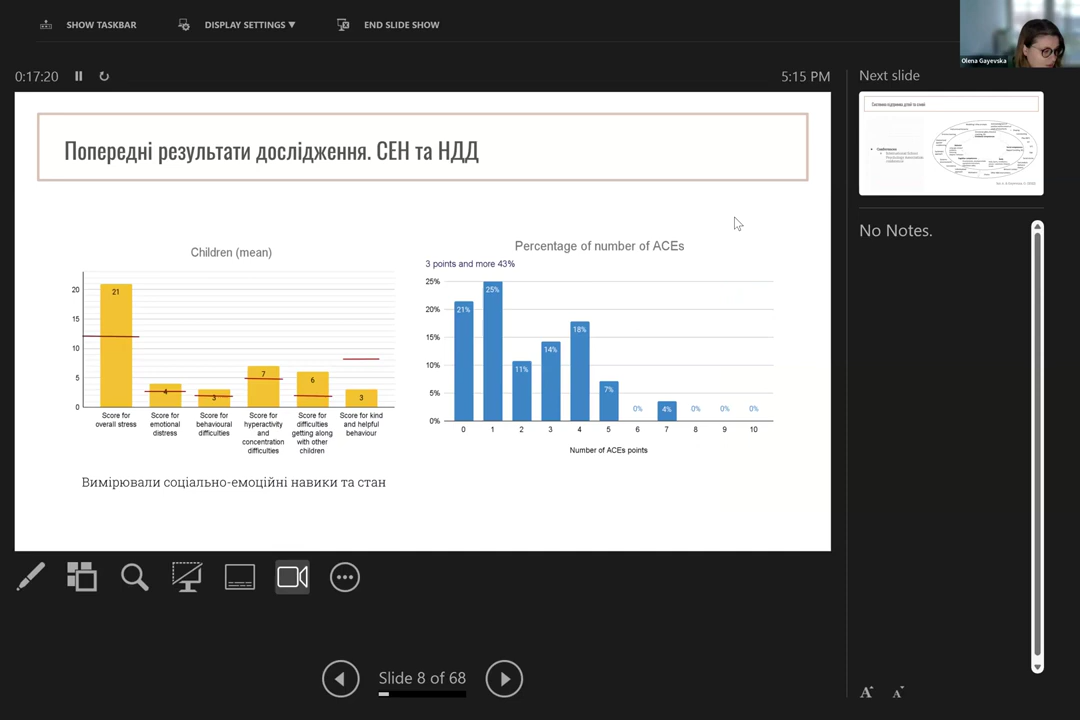 SHOW TASKBAR
DISPLAY SETTINGS ▼
END SLIDE SHOW
Olena Gayevska
0:17:20
5:15 PM
Next slide
Попередні результати дослідження. СЕН та НДД
Children (mean)
20
15
10
5
0
21
4
3
7
6
3
Score for
overall stress
Score for
emotional
distress
Score for
behavioural
difficulties
Score for
hyperactivity
and
concentration
difficulties
Score for
difficulties
getting along
with other
children
Score for kind
and helpful
behaviour
Вимірювали соціально-емоційні навики та стан
Percentage of number of ACEs
3 points and more 43%
25%
20%
15%
10%
5%
0%
21%
25%
11%
14%
18%
7%
0%
4%
0%
0%
0%
0 1 2 3 4 5 6 7 8 9 10
Number of ACEs points
No Notes.
Slide 8 of 68
A A